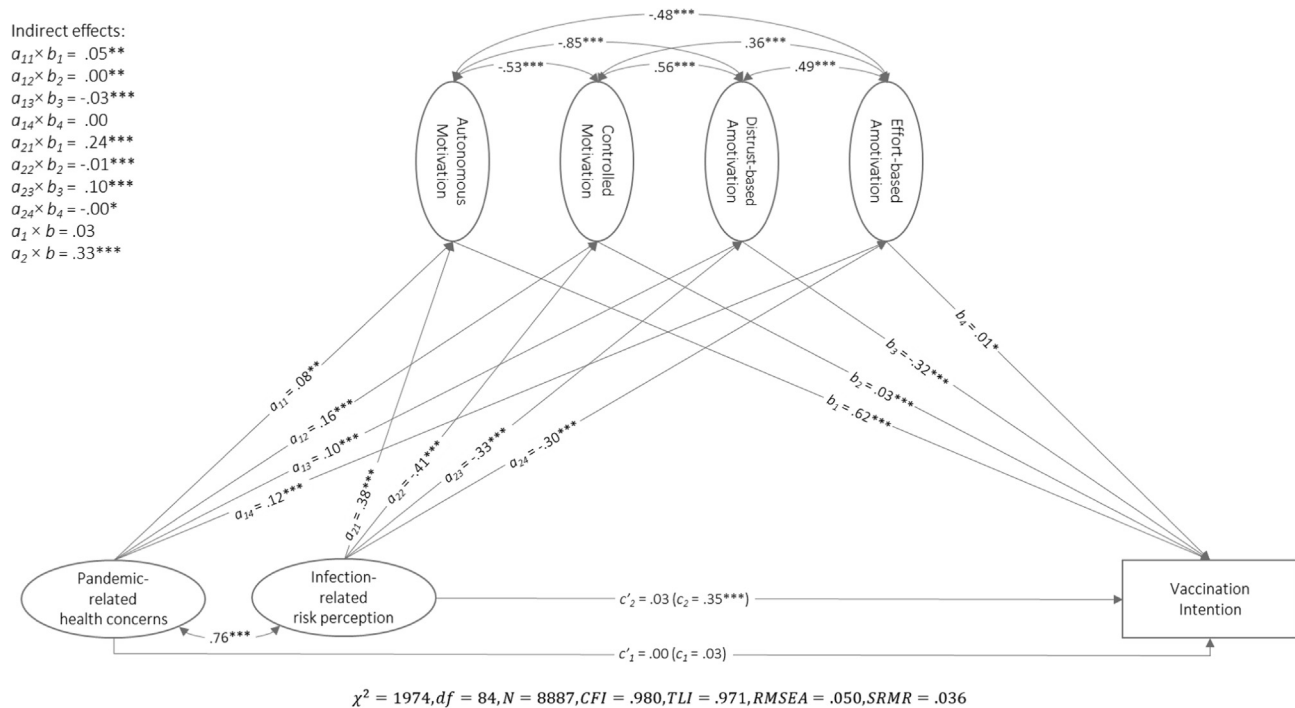 Indirect effects:
a₁₁× b₁ = .05**
a₁₂× b₂ = .00**
a₁₃× b₃ = -.03***
a₁₄× b₄ = .00
a₂₁× b₁ = .24***
a₂₂× b₂ = -.01***
a₂₃× b₃ = .10***
a₂₄× b₄ = -.00*
a₁ × b = .03
a₂ × b = .33***
-.48***
-.85***
.36***
-.53***
.56***
.49***
Autonomous
Motivation
Controlled
Motivation
Distrust-based
Amotivation
Effort-based
Amotivation
a₁₁ = .08**
a₁₂ = .16***
a₁₃ = .10***
a₁₄ = .12***
a₂₁ = .38***
a₂₂ = -.41***
a₂₃ = -.33***
a₂₄ = -.30***
b₄ = .01*
b₃ = -.32***
b₂ = .03***
b₁ = .62***
Pandemic-
related
health concerns
Infection-
related
risk perception
Vaccination
Intention
.76***
c'₂ = .03 (c₂ = .35***)
c'₁ = .00 (c₁ = .03)
χ² = 1974, df = 84, N = 8887, CFI = .980, TLI = .971, RMSEA = .050, SRMR = .036